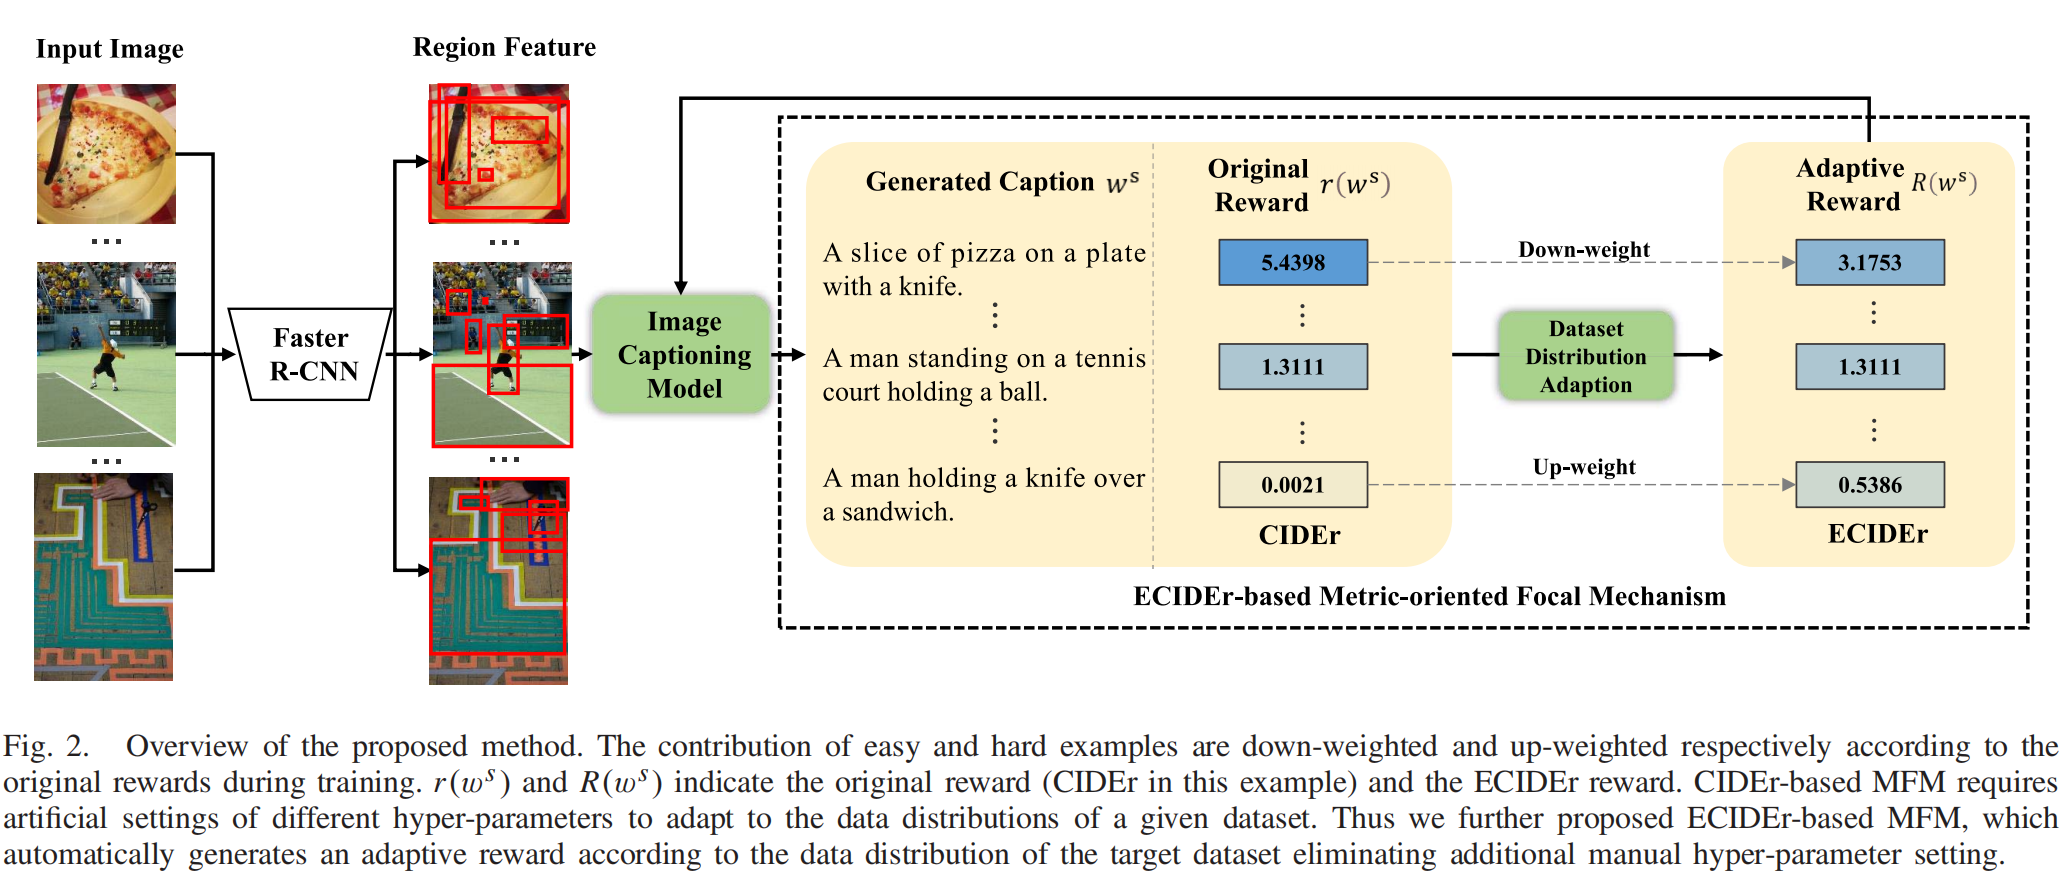 Input Image
Region Feature
Faster
R-CNN
Image
Captioning
Model
Generated Caption wˢ
Original
Reward r(wˢ)
Adaptive
Reward R(wˢ)
A slice of pizza on a plate
with a knife.
5.4398
Down-weight
3.1753
A man standing on a tennis
court holding a ball.
1.3111
Dataset
Distribution
Adaption
1.3111
A man holding a knife over
a sandwich.
0.0021
Up-weight
0.5386
CIDEr
ECIDEr
ECIDEr-based Metric-oriented Focal Mechanism
Fig. 2. Overview of the proposed method. The contribution of easy and hard examples are down-weighted and up-weighted respectively according to the
original rewards during training. r(wˢ) and R(wˢ) indicate the original reward (CIDEr in this example) and the ECIDEr reward. CIDEr-based MFM requires
artificial settings of different hyper-parameters to adapt to the data distributions of a given dataset. Thus we further proposed ECIDEr-based MFM, which
automatically generates an adaptive reward according to the data distribution of the target dataset eliminating additional manual hyper-parameter setting.